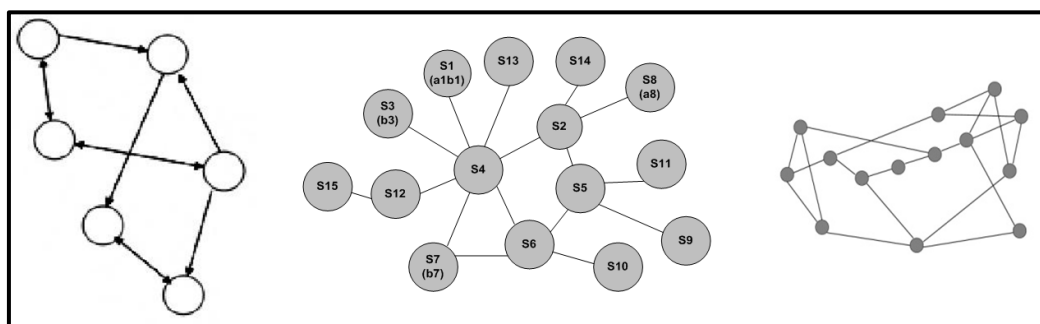 S1
(a1b1)
S13
S14
S8
(a8)
S3
(b3)
S2
S4
S11
S15
S12
S5
S6
S9
S7
(b7)
S10